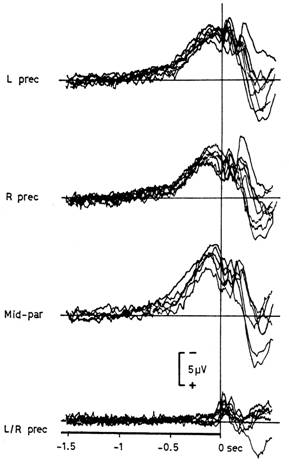 L prec
R prec
Mid-par
−
5μV
+
L/R prec
-1.5 -1 -0.5 0 sec